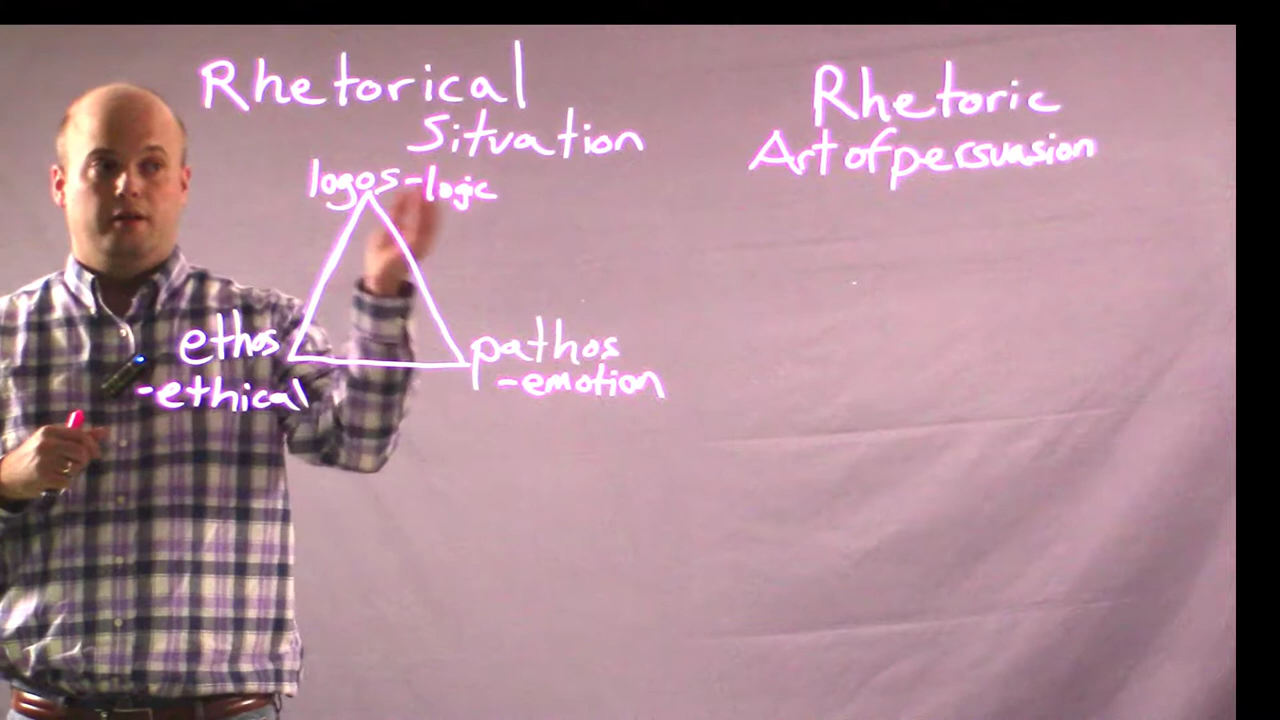 Rhetorical
Situation
logos-logic
ethos
-ethical
pathos
-emotion
Rhetoric
Art of persuasion